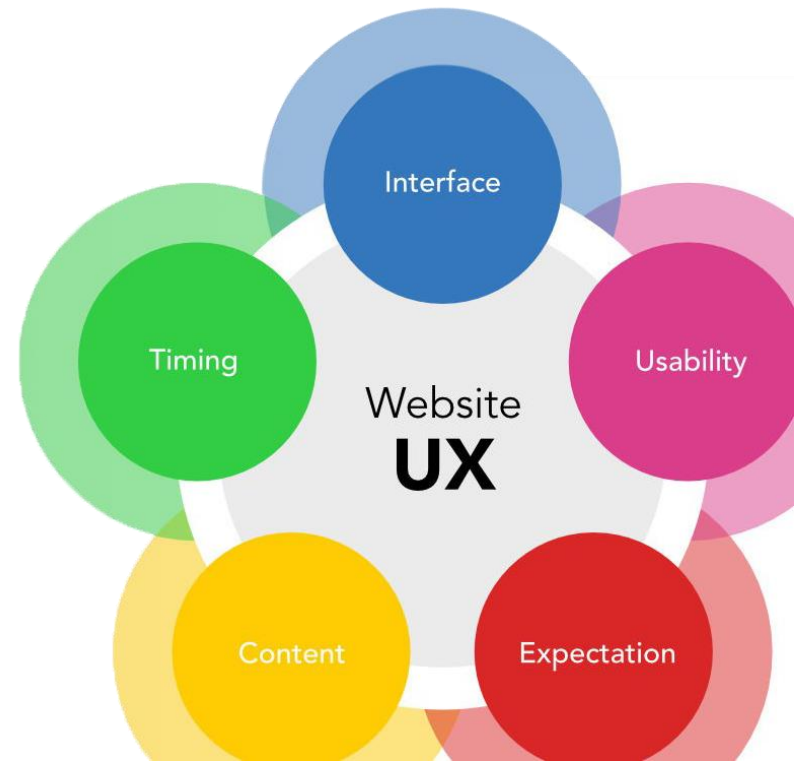 Interface
Timing
Usability
Website
UX
Content
Expectation